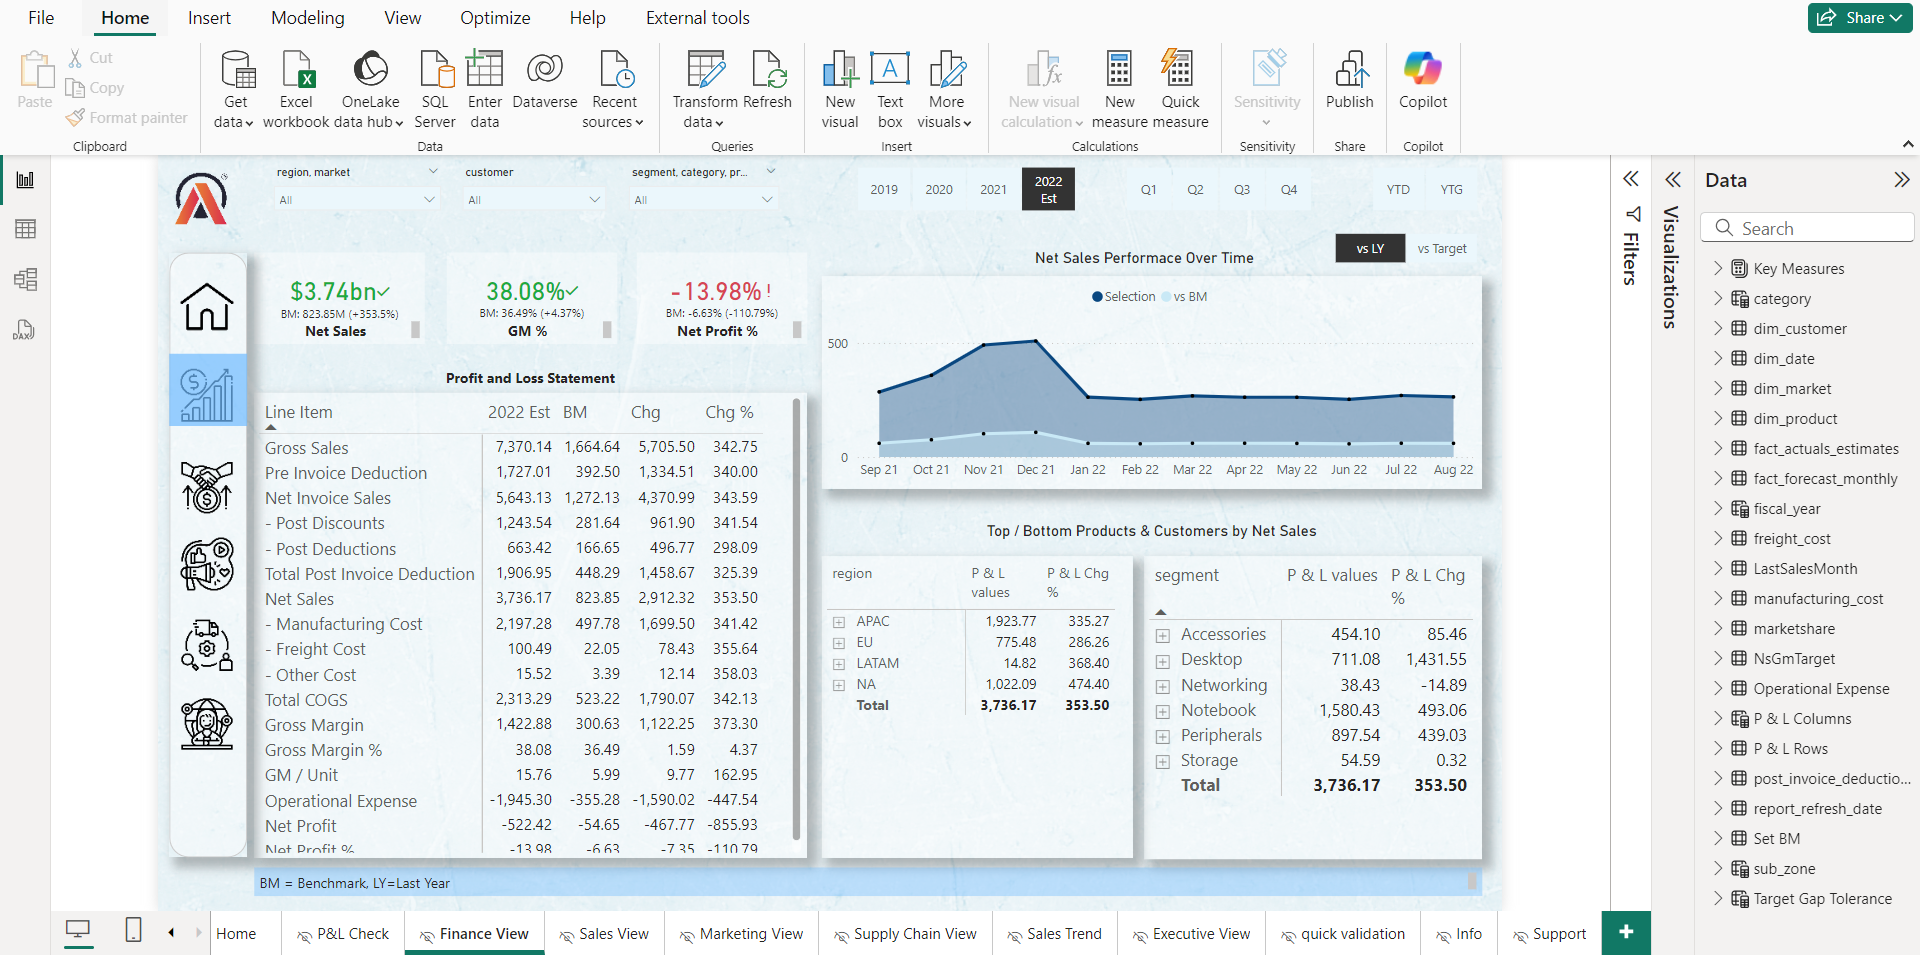 File Home Insert Modeling View Optimize Help External tools Share
Paste
Cut
Copy
Format painter
Clipboard
Get data
Excel workbook
OneLake data hub
SQL Server
Enter data
Dataverse
Recent sources
Data
Transform data
Refresh
Queries
New visual
Text box
More visuals
Insert
New visual calculation
New measure
Quick measure
Calculations
Sensitivity
Sensitivity
Publish
Share
Copilot
Copilot
region, market
All
customer
All
segment, category, pr...
All
2019 2020 2021 2022 Est Q1 Q2 Q3 Q4 YTD YTG
vs LY vs Target
$3.74bn
BM: 823.85M (+353.5%)
Net Sales
38.08%
BM: 36.49% (+4.37%)
GM %
-13.98% !
BM: -6.63% (-110.79%)
Net Profit %
Profit and Loss Statement
Line Item 2022 Est BM Chg Chg %
Gross Sales 7,370.14 1,664.64 5,705.50 342.75
Pre Invoice Deduction 1,727.01 392.50 1,334.51 340.00
Net Invoice Sales 5,643.13 1,272.13 4,370.99 343.59
- Post Discounts 1,243.54 281.64 961.90 341.54
- Post Deductions 663.42 166.65 496.77 298.09
Total Post Invoice Deduction 1,906.95 448.29 1,458.67 325.39
Net Sales 3,736.17 823.85 2,912.32 353.50
- Manufacturing Cost 2,197.28 497.78 1,699.50 341.42
- Freight Cost 100.49 22.05 78.43 355.64
- Other Cost 15.52 3.39 12.14 358.03
Total COGS 2,313.29 523.22 1,790.07 342.13
Gross Margin 1,422.88 300.63 1,122.25 373.30
Gross Margin % 38.08 36.49 1.59 4.37
GM / Unit 15.76 5.99 9.77 162.95
Operational Expense -1,945.30 -355.28 -1,590.02 -447.54
Net Profit -522.42 -54.65 -467.77 -855.93
Net Profit % -13.98 -6.63 -7.35 -110.79
Net Sales Performace Over Time
Selection vs BM
500
0
Sep 21 Oct 21 Nov 21 Dec 21 Jan 22 Feb 22 Mar 22 Apr 22 May 22 Jun 22 Jul 22 Aug 22
Top / Bottom Products & Customers by Net Sales
region P & L values P & L Chg %
APAC 1,923.77 335.27
EU 775.48 286.26
LATAM 14.82 368.40
NA 1,022.09 474.40
Total 3,736.17 353.50
segment P & L values P & L Chg %
Accessories 454.10 85.46
Desktop 711.08 1,431.55
Networking 38.43 -14.89
Notebook 1,580.43 493.06
Peripherals 897.54 439.03
Storage 54.59 0.32
Total 3,736.17 353.50
BM = Benchmark, LY=Last Year
Filters
Visualizations
Data
Search
Key Measures
category
dim_customer
dim_date
dim_market
dim_product
fact_actuals_estimates
fact_forecast_monthly
fiscal_year
freight_cost
LastSalesMonth
manufacturing_cost
marketshare
NsGmTarget
Operational Expense
P & L Columns
P & L Rows
post_invoice_deductio...
report_refresh_date
Set BM
sub_zone
Target Gap Tolerance
DAX
Home P&L Check Finance View Sales View Marketing View Supply Chain View Sales Trend Executive View quick validation Info Support +